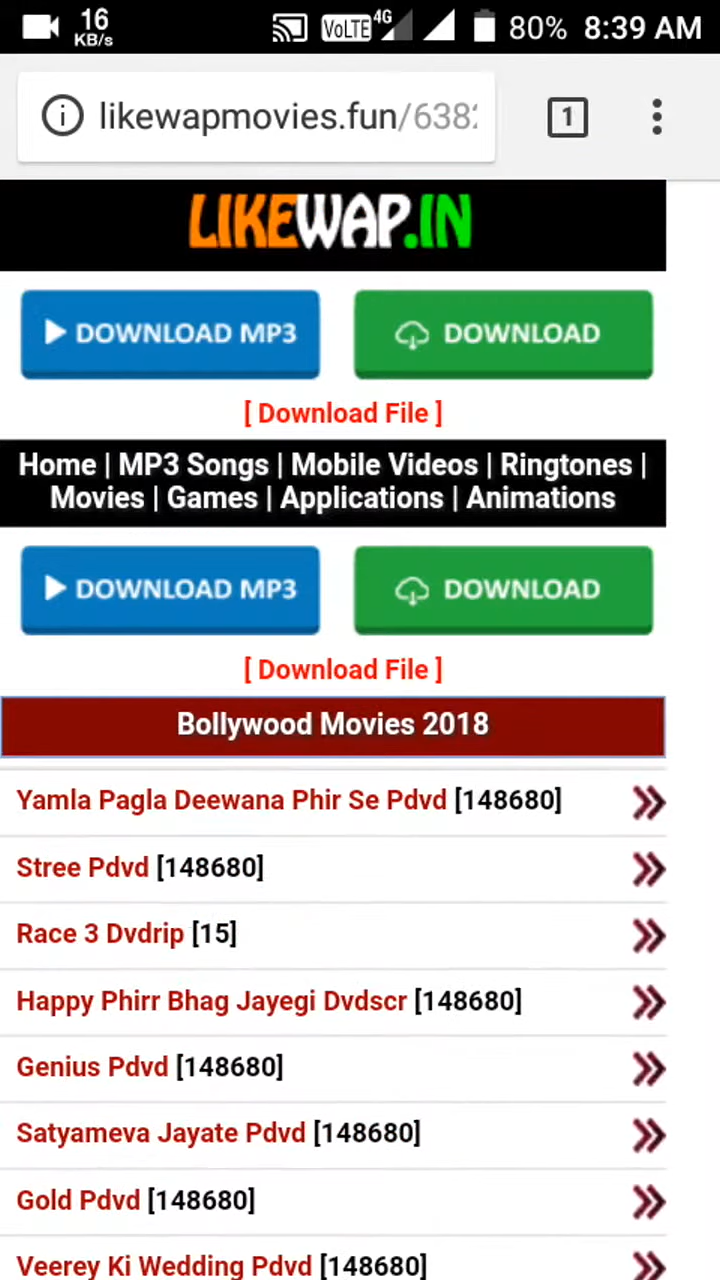 16
KB/s
VoLTE 4G 80% 8:39 AM
likewapmovies.fun/638
1
LIKEWAP.IN
DOWNLOAD MP3 DOWNLOAD
[ Download File ]
Home | MP3 Songs | Mobile Videos | Ringtones |
Movies | Games | Applications | Animations
DOWNLOAD MP3 DOWNLOAD
[ Download File ]
Bollywood Movies 2018
Yamla Pagla Deewana Phir Se Pdvd [148680]
Stree Pdvd [148680]
Race 3 Dvdrip [15]
Happy Phirr Bhag Jayegi Dvdscr [148680]
Genius Pdvd [148680]
Satyameva Jayate Pdvd [148680]
Gold Pdvd [148680]
Veerey Ki Wedding Pdvd [148680]